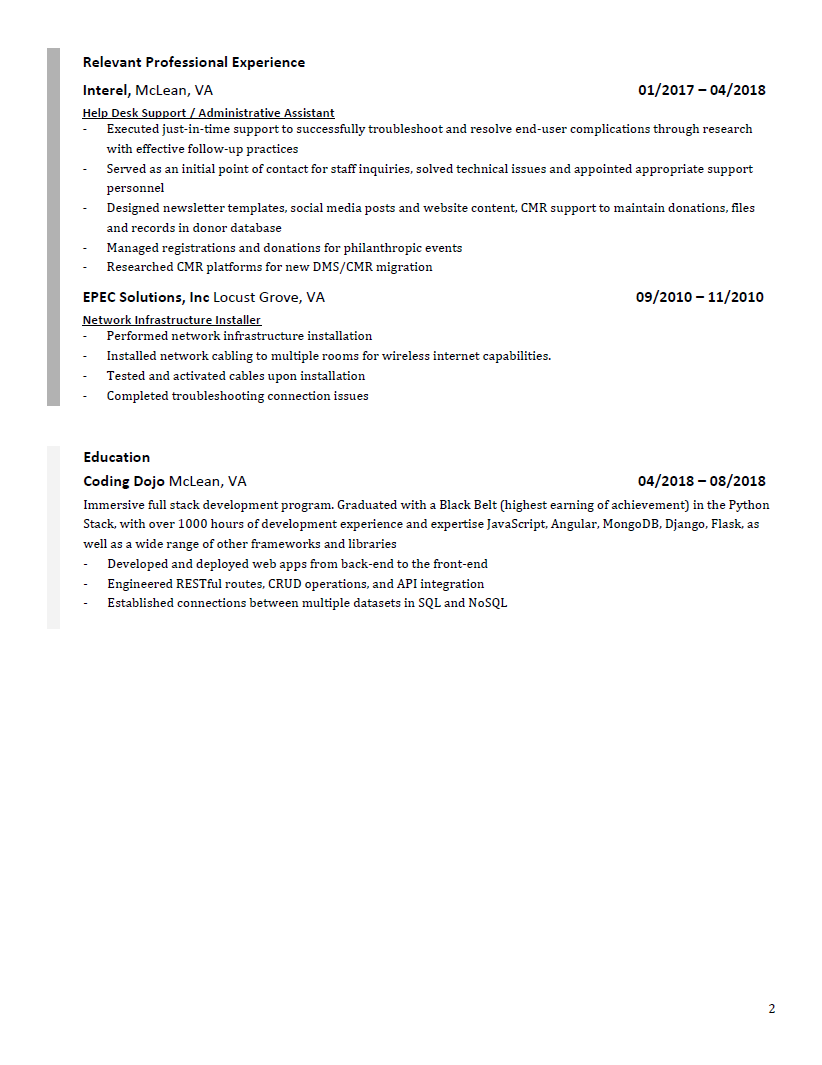 Relevant Professional Experience
Interel, McLean, VA 01/2017 – 04/2018
Help Desk Support / Administrative Assistant
- Executed just-in-time support to successfully troubleshoot and resolve end-user complications through research
with effective follow-up practices
- Served as an initial point of contact for staff inquiries, solved technical issues and appointed appropriate support
personnel
- Designed newsletter templates, social media posts and website content, CMR support to maintain donations, files
and records in donor database
- Managed registrations and donations for philanthropic events
- Researched CMR platforms for new DMS/CMR migration
EPEC Solutions, Inc Locust Grove, VA 09/2010 – 11/2010
Network Infrastructure Installer
- Performed network infrastructure installation
- Installed network cabling to multiple rooms for wireless internet capabilities.
- Tested and activated cables upon installation
- Completed troubleshooting connection issues
Education
Coding Dojo McLean, VA 04/2018 – 08/2018
Immersive full stack development program. Graduated with a Black Belt (highest earning of achievement) in the Python
Stack, with over 1000 hours of development experience and expertise JavaScript, Angular, MongoDB, Django, Flask, as
well as a wide range of other frameworks and libraries
- Developed and deployed web apps from back-end to the front-end
- Engineered RESTful routes, CRUD operations, and API integration
- Established connections between multiple datasets in SQL and NoSQL
2